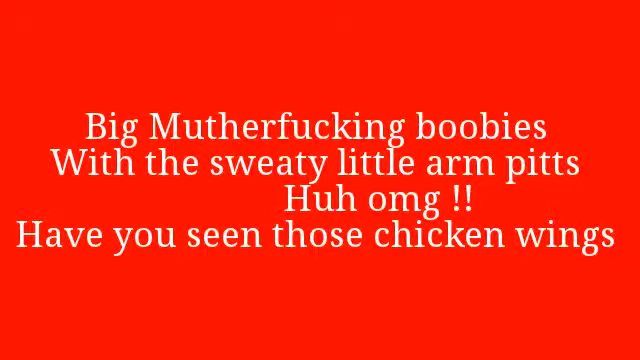 Big Mutherfucking boobies
With the sweaty little arm pitts
Huh omg !!
Have you seen those chicken wings